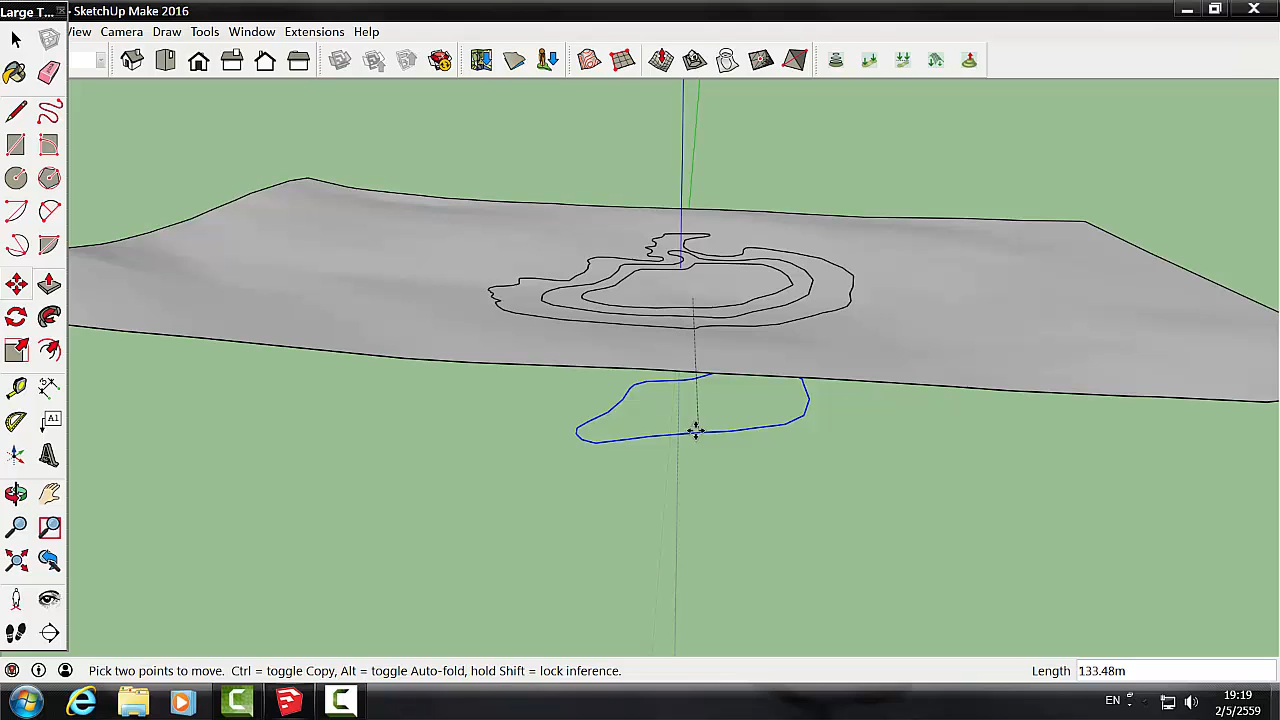 Large T...
- SketchUp Make 2016
View Camera Draw Tools Window Extensions Help
A1
Pick two points to move. Ctrl = toggle Copy, Alt = toggle Auto-fold, hold Shift = lock inference.
Length 133.48m
EN
19:19
2/5/2559